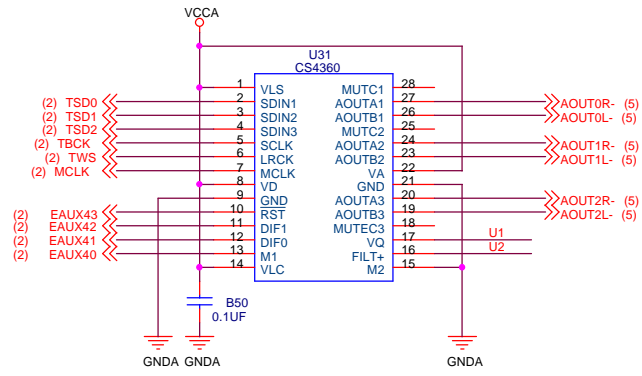 VCCA
U31
CS4360
1 VLS MUTC1 28
(2) TSD0 2 SDIN1 AOUTA1 27 AOUT0R- (5)
(2) TSD1 3 SDIN2 AOUTB1 26 AOUT0L- (5)
(2) TSD2 4 SDIN3 MUTC2 25
(2) TBCK 5 SCLK AOUTA2 24 AOUT1R- (5)
(2) TWS 6 LRCK AOUTB2 23 AOUT1L- (5)
(2) MCLK 7 MCLK VA 22
8 VD GND 21
9 GND AOUTA3 20 AOUT2R- (5)
(2) EAUX43 10 RST AOUTB3 19 AOUT2L- (5)
(2) EAUX42 11 DIF1 MUTEC3 18
(2) EAUX41 12 DIF0 VQ 17 U1
(2) EAUX40 13 M1 FILT+ 16 U2
14 VLC M2 15
B50
0.1UF
GNDA GNDA GNDA